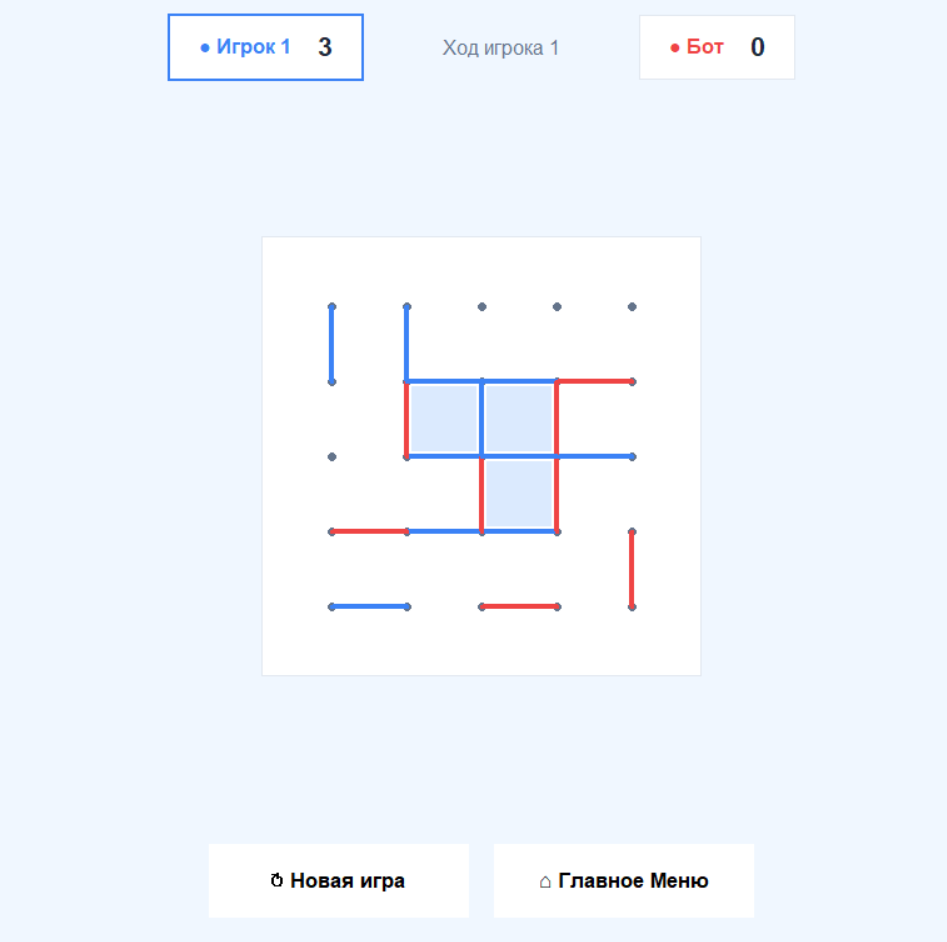 ● Игрок 1 3
Ход игрока 1
● Бот 0
↻ Новая игра
⌂ Главное Меню